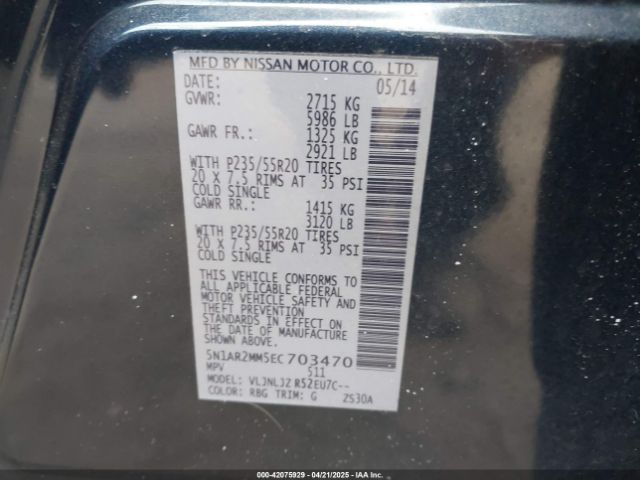 MFD BY NISSAN MOTOR CO., LTD.
DATE: 05/14
GVWR: 2715 KG
5986 LB
GAWR FR.: 1325 KG
2921 LB
WITH P235/55R20 TIRES
20 X 7.5 RIMS AT 35 PSI
COLD SINGLE
GAWR RR.: 1415 KG
3120 LB
WITH P235/55R20 TIRES
20 X 7.5 RIMS AT 35 PSI
COLD SINGLE
THIS VEHICLE CONFORMS TO
ALL APPLICABLE FEDERAL
MOTOR VEHICLE SAFETY AND
THEFT PREVENTION
STANDARDS IN EFFECT ON
THE DATE OF MANUFACTURE
SHOWN ABOVE.
5N1AR2MM5EC703470
MPV 511
MODEL: VLJNLJZ R52EU7C--
COLOR: RBG TRIM: G ZS30A
000-42075929 - 04/21/2025 - IAAI.com